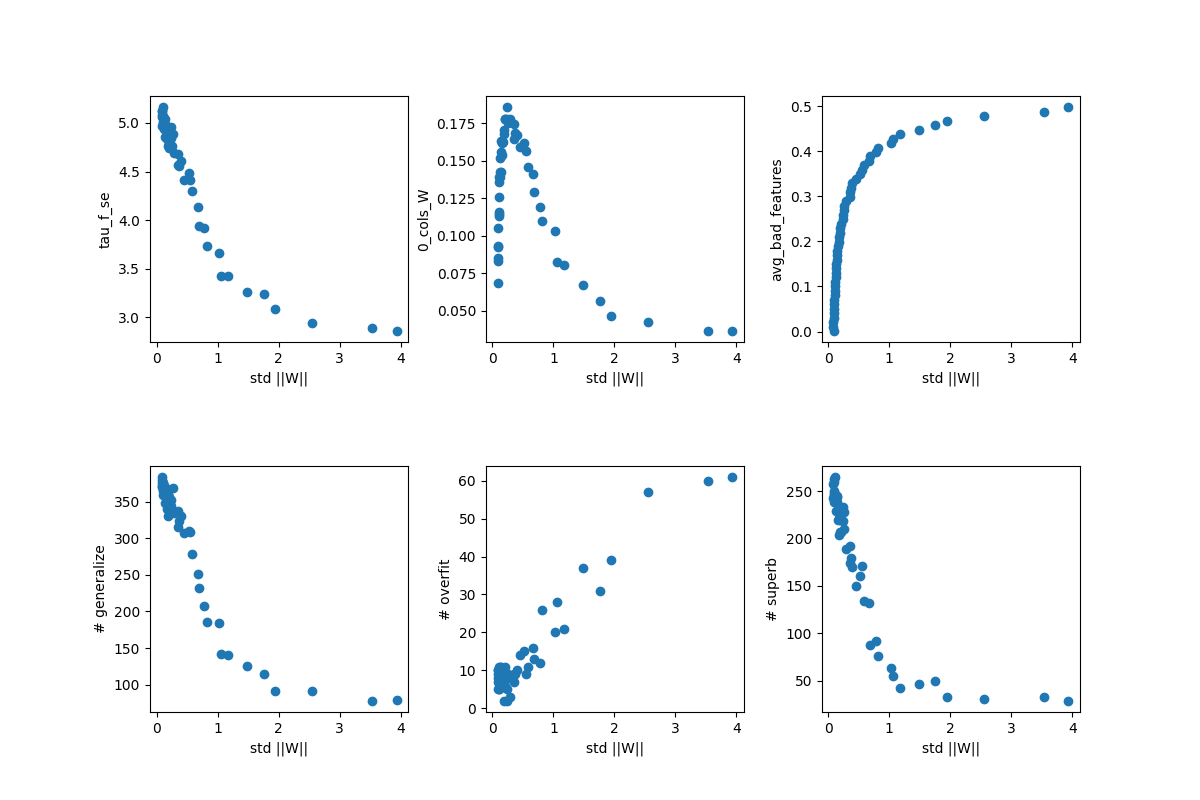 5.0
4.5
4.0
3.5
3.0
tau_f_se
0 1 2 3 4
std ||W||
0.175
0.150
0.125
0.100
0.075
0.050
0_cols_W
0 1 2 3 4
std ||W||
0.5
0.4
0.3
0.2
0.1
0.0
avg_bad_features
0 1 2 3 4
std ||W||
350
300
250
200
150
100
# generalize
0 1 2 3 4
std ||W||
60
50
40
30
20
10
0
# overfit
0 1 2 3 4
std ||W||
250
200
150
100
50
# superb
0 1 2 3 4
std ||W||